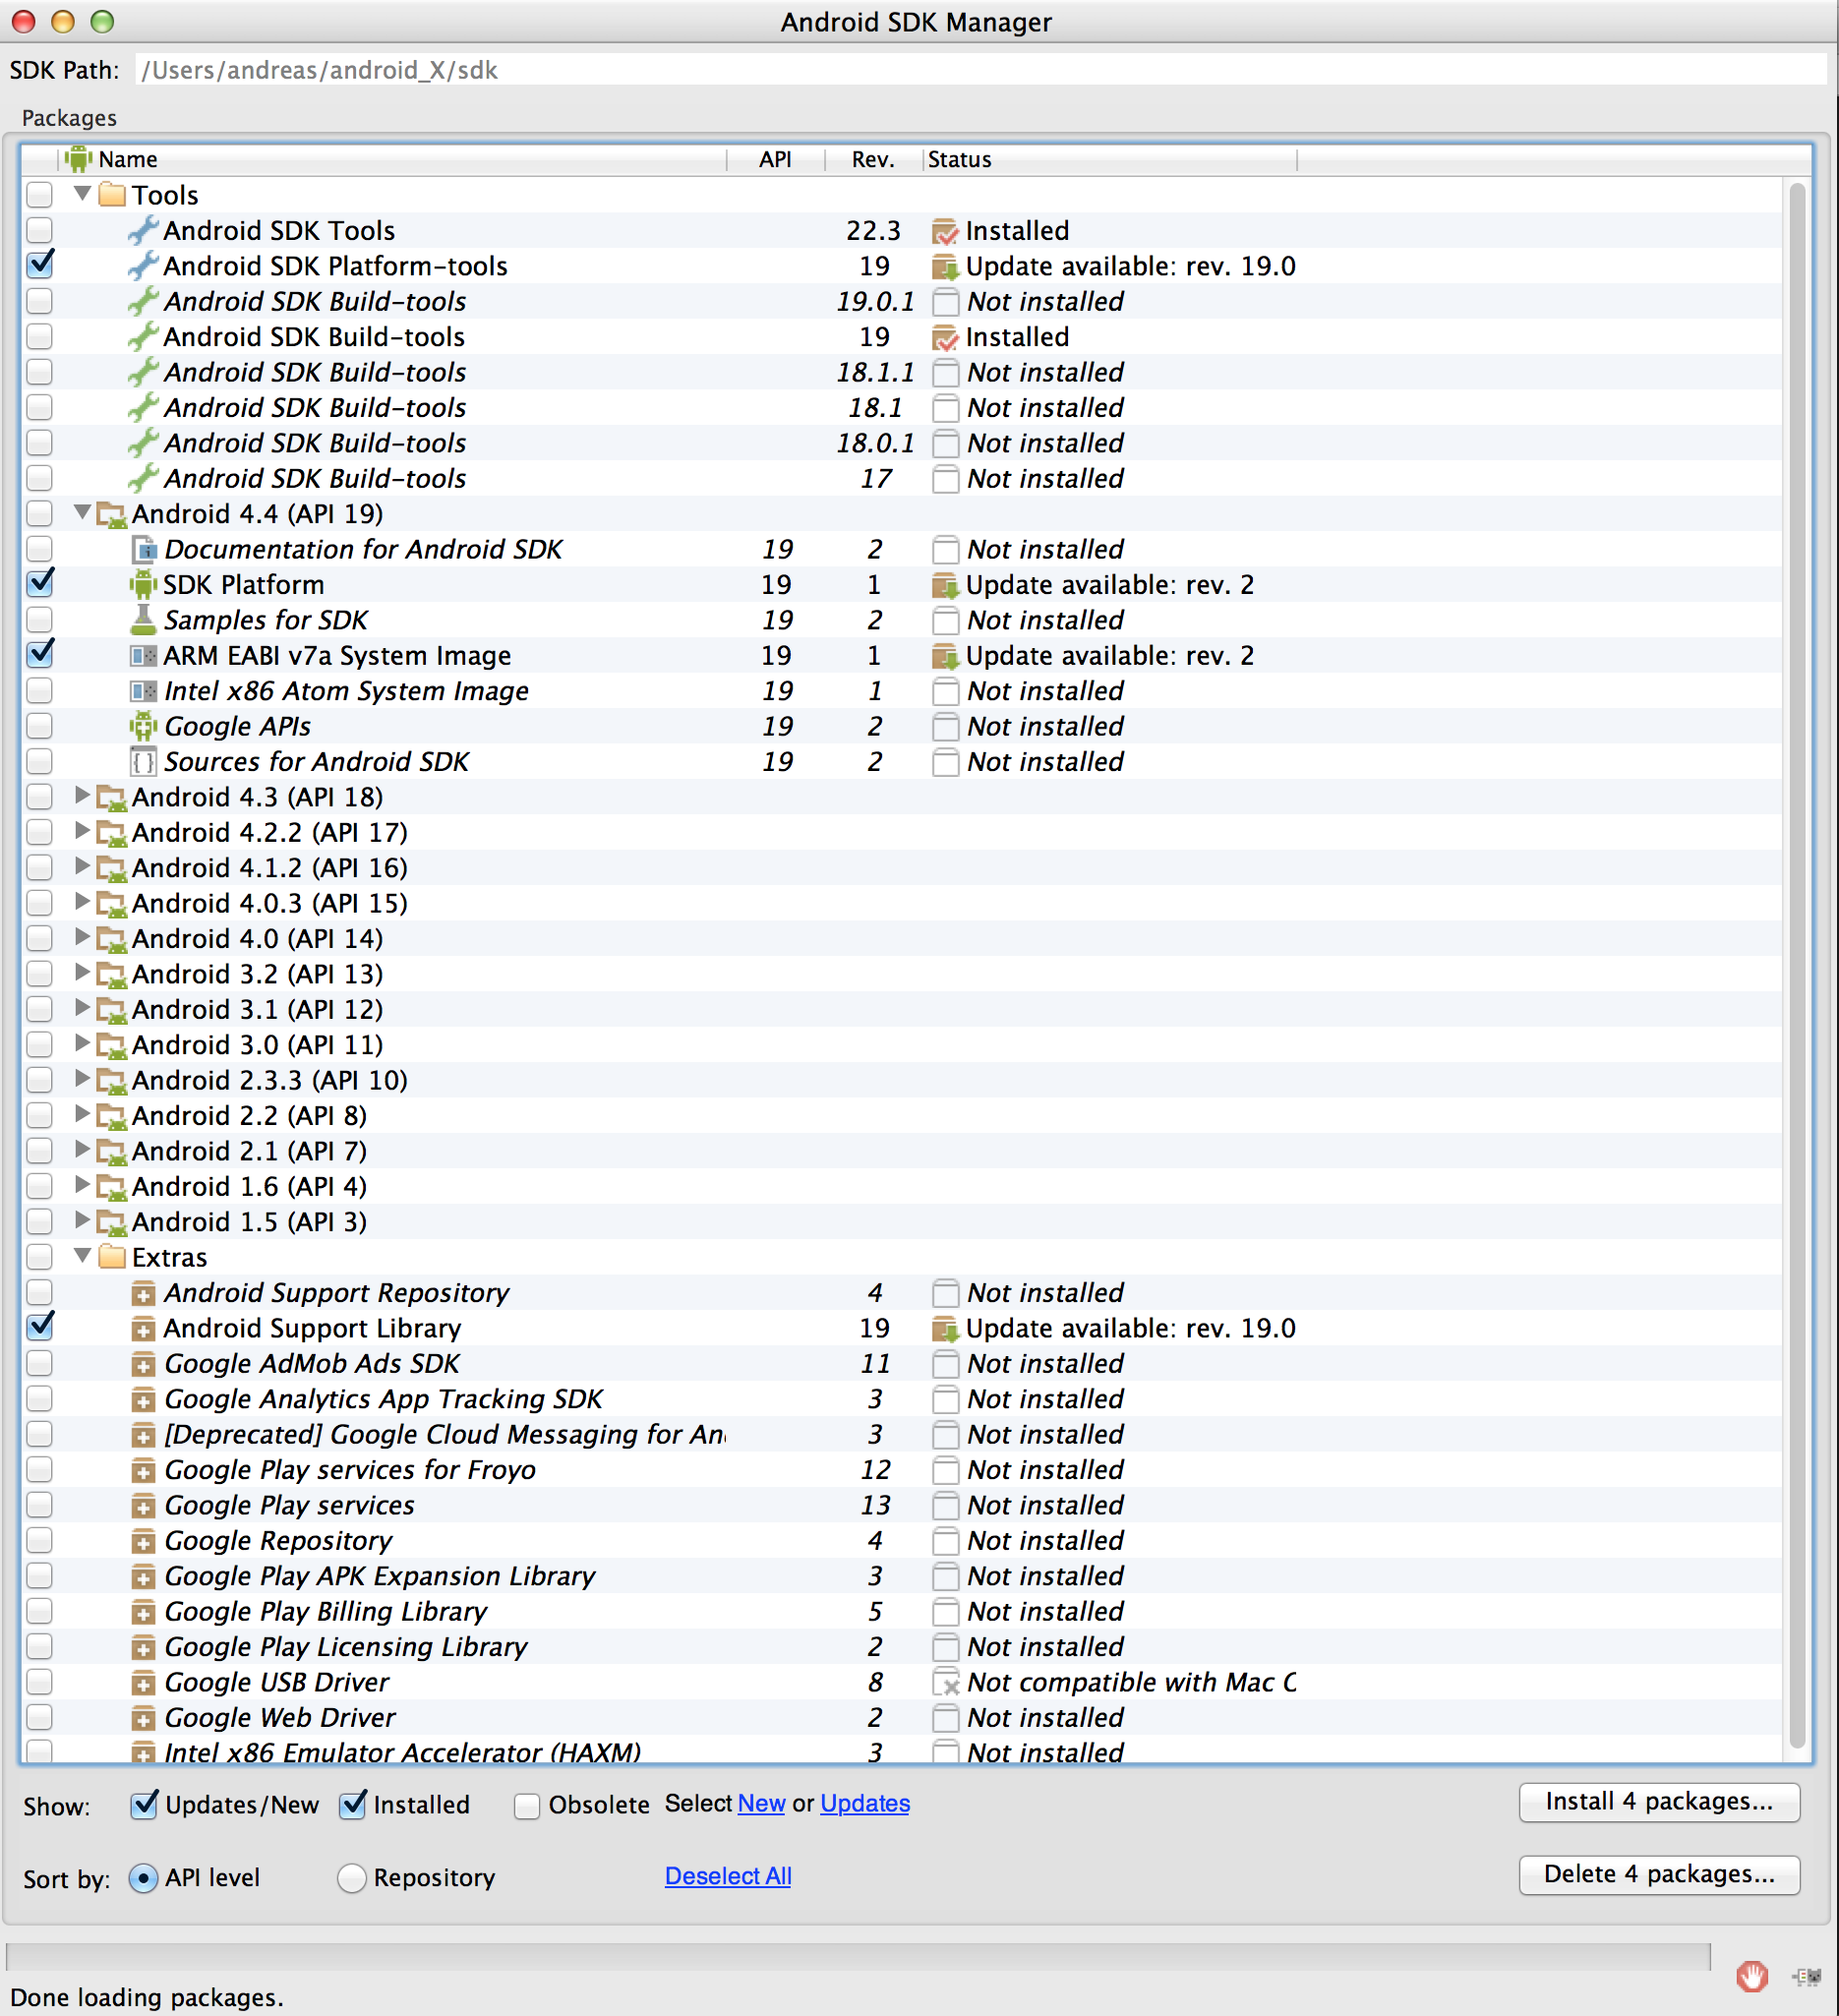 Android SDK Manager
SDK Path: /Users/andreas/android_X/sdk
Packages
Name API Rev. Status
Tools
Android SDK Tools 22.3 Installed
Android SDK Platform-tools 19 Update available: rev. 19.0
Android SDK Build-tools 19.0.1 Not installed
Android SDK Build-tools 19 Installed
Android SDK Build-tools 18.1.1 Not installed
Android SDK Build-tools 18.1 Not installed
Android SDK Build-tools 18.0.1 Not installed
Android SDK Build-tools 17 Not installed
Android 4.4 (API 19)
Documentation for Android SDK 19 2 Not installed
SDK Platform 19 1 Update available: rev. 2
Samples for SDK 19 2 Not installed
ARM EABI v7a System Image 19 1 Update available: rev. 2
Intel x86 Atom System Image 19 1 Not installed
Google APIs 19 2 Not installed
Sources for Android SDK 19 2 Not installed
Android 4.3 (API 18)
Android 4.2.2 (API 17)
Android 4.1.2 (API 16)
Android 4.0.3 (API 15)
Android 4.0 (API 14)
Android 3.2 (API 13)
Android 3.1 (API 12)
Android 3.0 (API 11)
Android 2.3.3 (API 10)
Android 2.2 (API 8)
Android 2.1 (API 7)
Android 1.6 (API 4)
Android 1.5 (API 3)
Extras
Android Support Repository 4 Not installed
Android Support Library 19 Update available: rev. 19.0
Google AdMob Ads SDK 11 Not installed
Google Analytics App Tracking SDK 3 Not installed
[Deprecated] Google Cloud Messaging for An 3 Not installed
Google Play services for Froyo 12 Not installed
Google Play services 13 Not installed
Google Repository 4 Not installed
Google Play APK Expansion Library 3 Not installed
Google Play Billing Library 5 Not installed
Google Play Licensing Library 2 Not installed
Google USB Driver 8 Not compatible with Mac
Google Web Driver 2 Not installed
Intel x86 Emulator Accelerator (HAXM) 3 Not installed
Show: Updates/New Installed Obsolete Select New or Updates Install 4 packages...
Sort by: API level Repository Deselect All Delete 4 packages...
Done loading packages.